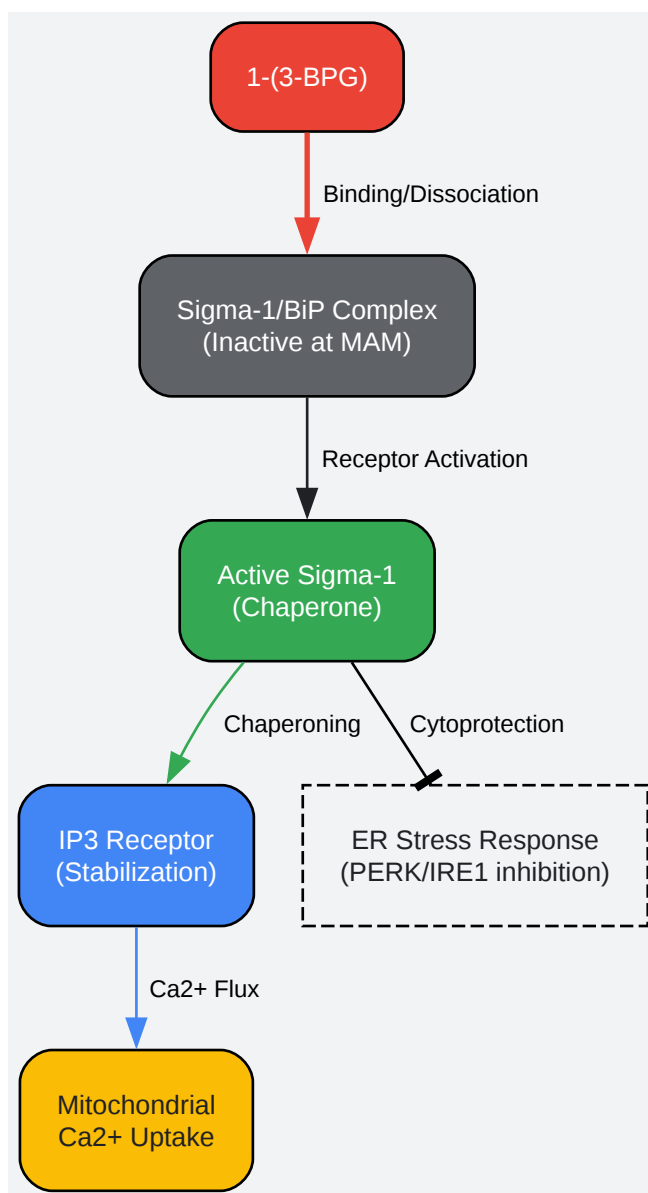 1-(3-BPG)
Binding/Dissociation
Sigma-1/BiP Complex
(Inactive at MAM)
Receptor Activation
Active Sigma-1
(Chaperone)
Chaperoning
Cytoprotection
IP3 Receptor
(Stabilization)
ER Stress Response
(PERK/IRE1 inhibition)
Ca2+ Flux
Mitochondrial
Ca2+ Uptake